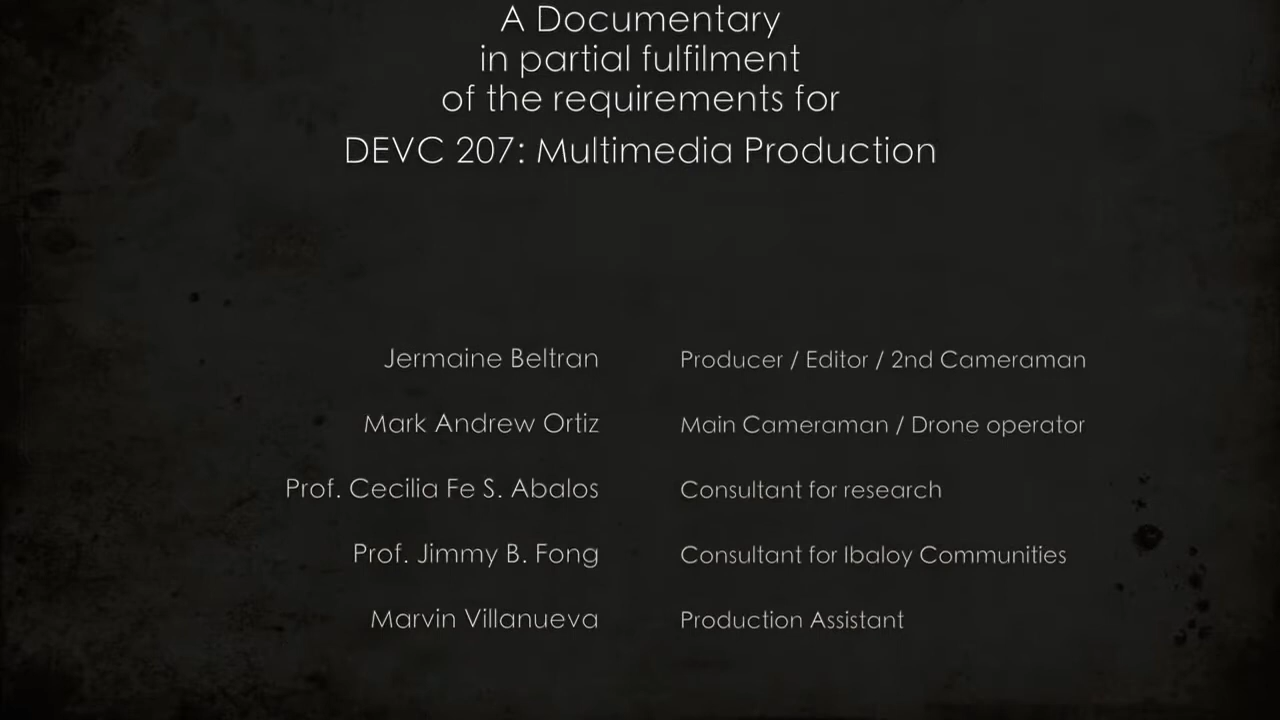 A Documentary
in partial fulfilment
of the requirements for
DEVC 207: Multimedia Production
Jermaine Beltran Producer / Editor / 2nd Cameraman
Mark Andrew Ortiz Main Cameraman / Drone operator
Prof. Cecilia Fe S. Abalos Consultant for research
Prof. Jimmy B. Fong Consultant for Ibaloy Communities
Marvin Villanueva Production Assistant